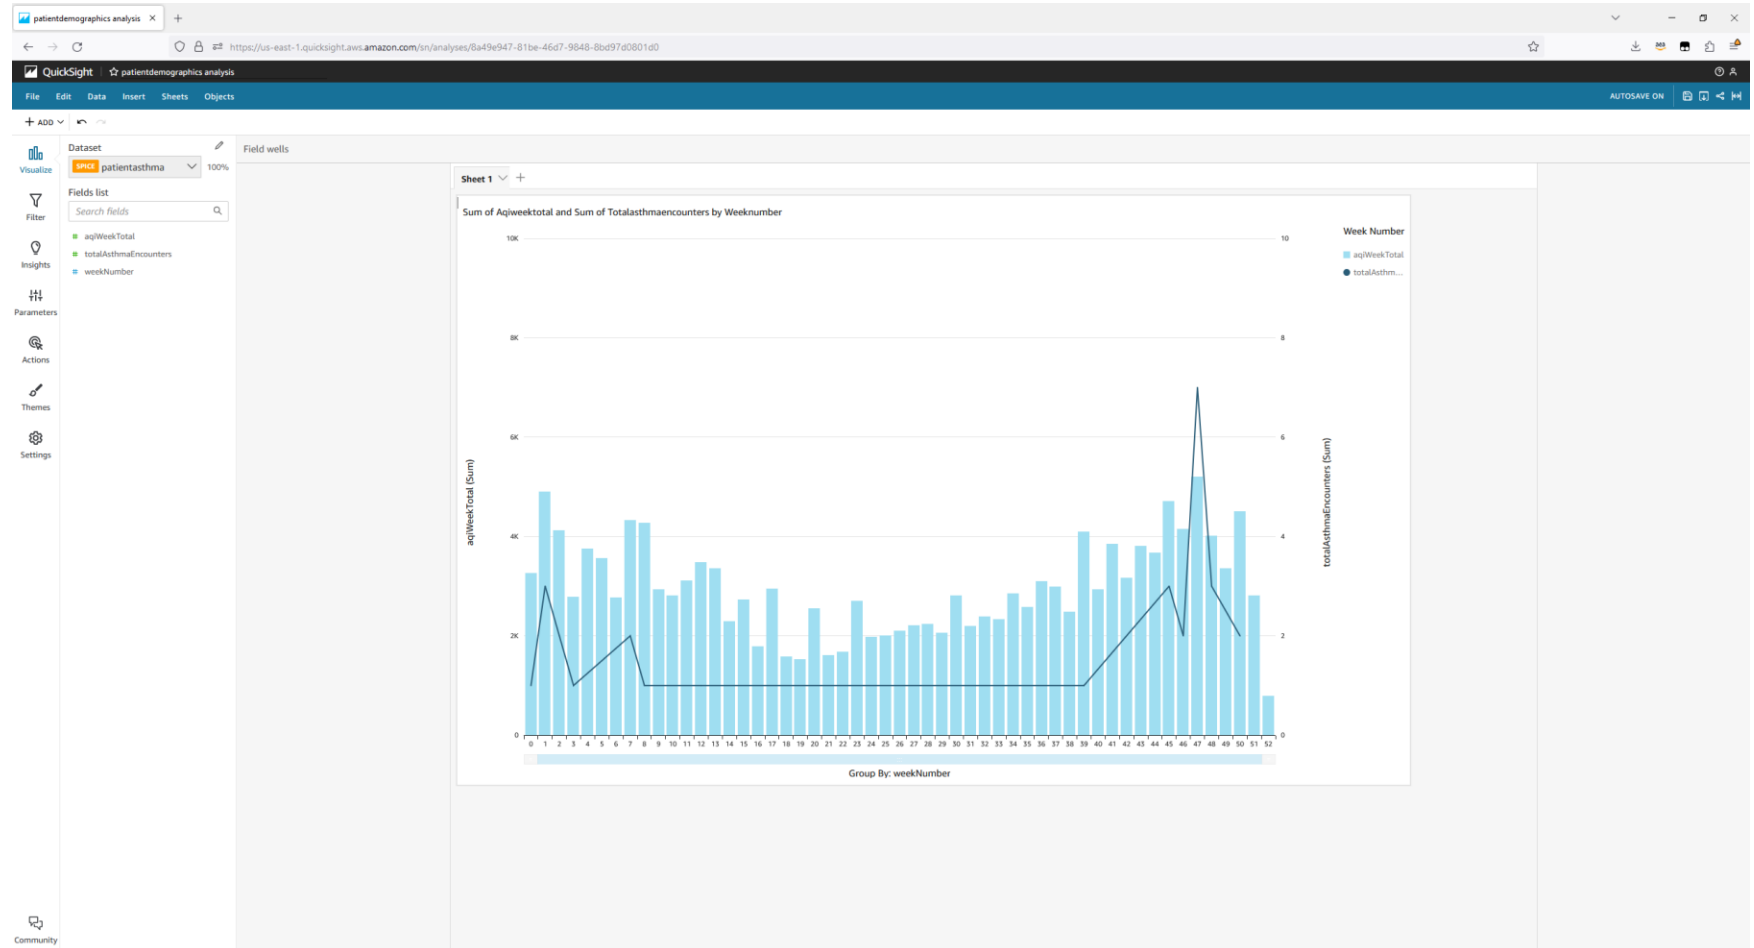 patientdemographics analysis
https://us-east-1.quicksight.aws.amazon.com/sn/analyses/8a49e947-81be-46d7-9848-8bd97d0801d0
QuickSight patientdemographics analysis
File Edit Data Insert Sheets Objects AUTOSAVE ON
ADD
Visualize
Filter
Insights
Parameters
Actions
Themes
Settings
Community
Dataset
SPICE patientasthma 100%
Fields list
Search fields
aqiWeekTotal
totalAsthmaEncounters
# weekNumber
Field wells
Sheet 1
Sum of Aqiweektotal and Sum of Totalasthmaencounters by Weeknumber
aqiWeekTotal (Sum)
10K
8K
6K
4K
2K
0
10
8
6
4
2
0
totalAsthmaEncounters (Sum)
0 1 2 3 4 5 6 7 8 9 10 11 12 13 14 15 16 17 18 19 20 21 22 23 24 25 26 27 28 29 30 31 32 33 34 35 36 37 38 39 40 41 42 43 44 45 46 47 48 49 50 51 52
Group By: weekNumber
Week Number
aqiWeekTotal
totalAsthm...